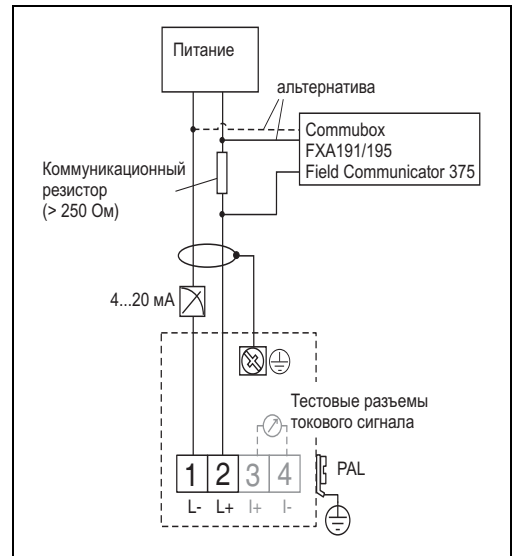 Питание
альтернатива
Commubox
FXA191/195
Field Communicator 375
Коммуникационный
резистор
(> 250 Ом)
4...20 мА
Тестовые разъемы
токового сигнала
1 2 3 4
PAL
L- L+ I+ I-